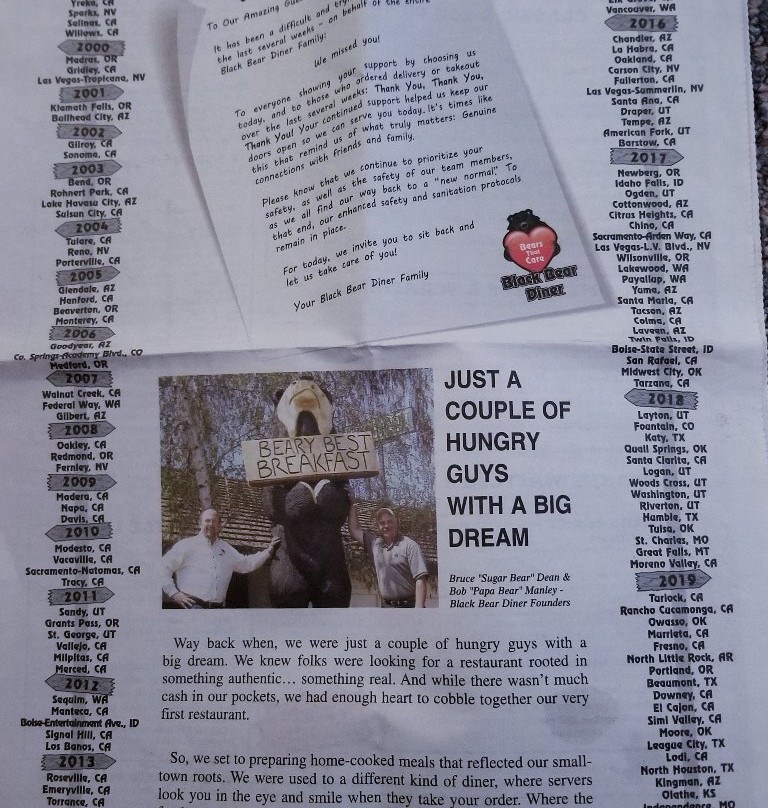 Yreka, CA
Sparks, NV
Salinas, CA
Willows, CA
2000
Madras, OR
Gridley, CA
Las Vegas-Tropicana, NV
2001
Klamath Falls, OR
Bullhead City, AZ
2002
Gilroy, CA
Sonoma, CA
2003
Bend, OR
Rohnert Park, CA
Lake Havasu City, AZ
Suisun City, CA
2004
Tulare, CA
Reno, NV
Porterville, CA
2005
Glendale, AZ
Hanford, CA
Beaverton, OR
Monterey, CA
2006
Goodyear, AZ
Co. Springs-Academy Blvd., CO
Medford, OR
2007
Walnut Creek, CA
Federal Way, WA
Gilbert, AZ
2008
Oakley, CA
Redmond, OR
Fernley, NV
2009
Madera, CA
Napa, CA
Davis, CA
2010
Modesto, CA
Vacaville, CA
Sacramento-Natomas, CA
Tracy, CA
2011
Sandy, UT
Grants Pass, OR
St. George, UT
Vallejo, CA
Milpitas, CA
Merced, CA
2012
Sequim, WA
Manteca, CA
Boise-Entertainment Ave., ID
Signal Hill, CA
Los Banos, CA
2013
Roseville, CA
Emeryville, CA
Torrance, CA
To Our Amazing
It has been a difficult and
the last several weeks – on behalf of the entire
Black Bear Diner Family:
We missed you!
To everyone showing your support by choosing us
today, and to those who ordered delivery or takeout
over the last several weeks: Thank You, Thank You,
Thank You! Your continued support helped us keep our
doors open so we can serve you today. It's times like
this that remind us of what truly matters: Genuine
connections with friends and family.
Please know that we continue to prioritize your
safety, as well as the safety of our team members,
as we all find our way back to a "new normal." To
that end, our enhanced safety and sanitation protocols
remain in place.
For today, we invite you to sit back and
let us take care of you!
Your Black Bear Diner Family
Bears
That
Care
Black Bear
Diner
BEARY BEST
BREAKFAST
JUST A
COUPLE OF
HUNGRY
GUYS
WITH A BIG
DREAM
Bruce "Sugar Bear" Dean &
Bob "Papa Bear" Manley -
Black Bear Diner Founders
Way back when, we were just a couple of hungry guys with a
big dream. We knew folks were looking for a restaurant rooted in
something authentic… something real. And while there wasn't much
cash in our pockets, we had enough heart to cobble together our very
first restaurant.
So, we set to preparing home-cooked meals that reflected our small-
town roots. We were used to a different kind of diner, where servers
look you in the eye and smile when they take your order. Where the
Vancouver, WA
2016
Chandler, AZ
La Habra, CA
Oakland, CA
Carson City, NV
Fullerton, CA
Las Vegas-Summerlin, NV
Santa Ana, CA
Draper, UT
Tempe, AZ
American Fork, UT
Barstow, CA
2017
Newberg, OR
Idaho Falls, ID
Ogden, UT
Cottonwood, AZ
Citrus Heights, CA
Chino, CA
Sacramento-Arden Way, CA
Las Vegas-L.V. Blvd., NV
Wilsonville, OR
Lakewood, WA
Puyallup, WA
Yuma, AZ
Santa Maria, CA
Tucson, AZ
Colma, CA
Laveen, AZ
Twin Falls, ID
Boise-State Street, ID
San Rafael, CA
Midwest City, OK
Tarzana, CA
2018
Layton, UT
Fountain, CO
Katy, TX
Quail Springs, OK
Santa Clarita, CA
Logan, UT
Woods Cross, UT
Washington, UT
Riverton, UT
Humble, TX
Tulsa, OK
St. Charles, MO
Great Falls, MT
Moreno Valley, CA
2019
Turlock, CA
Rancho Cucamonga, CA
Owasso, OK
Murrieta, CA
Fresno, CA
North Little Rock, AR
Portland, OR
Beaumont, TX
Downey, CA
El Cajon, CA
Simi Valley, CA
Moore, OK
League City, TX
Lodi, CA
North Houston, TX
Kingman, AZ
Olathe, KS
Independence, MO